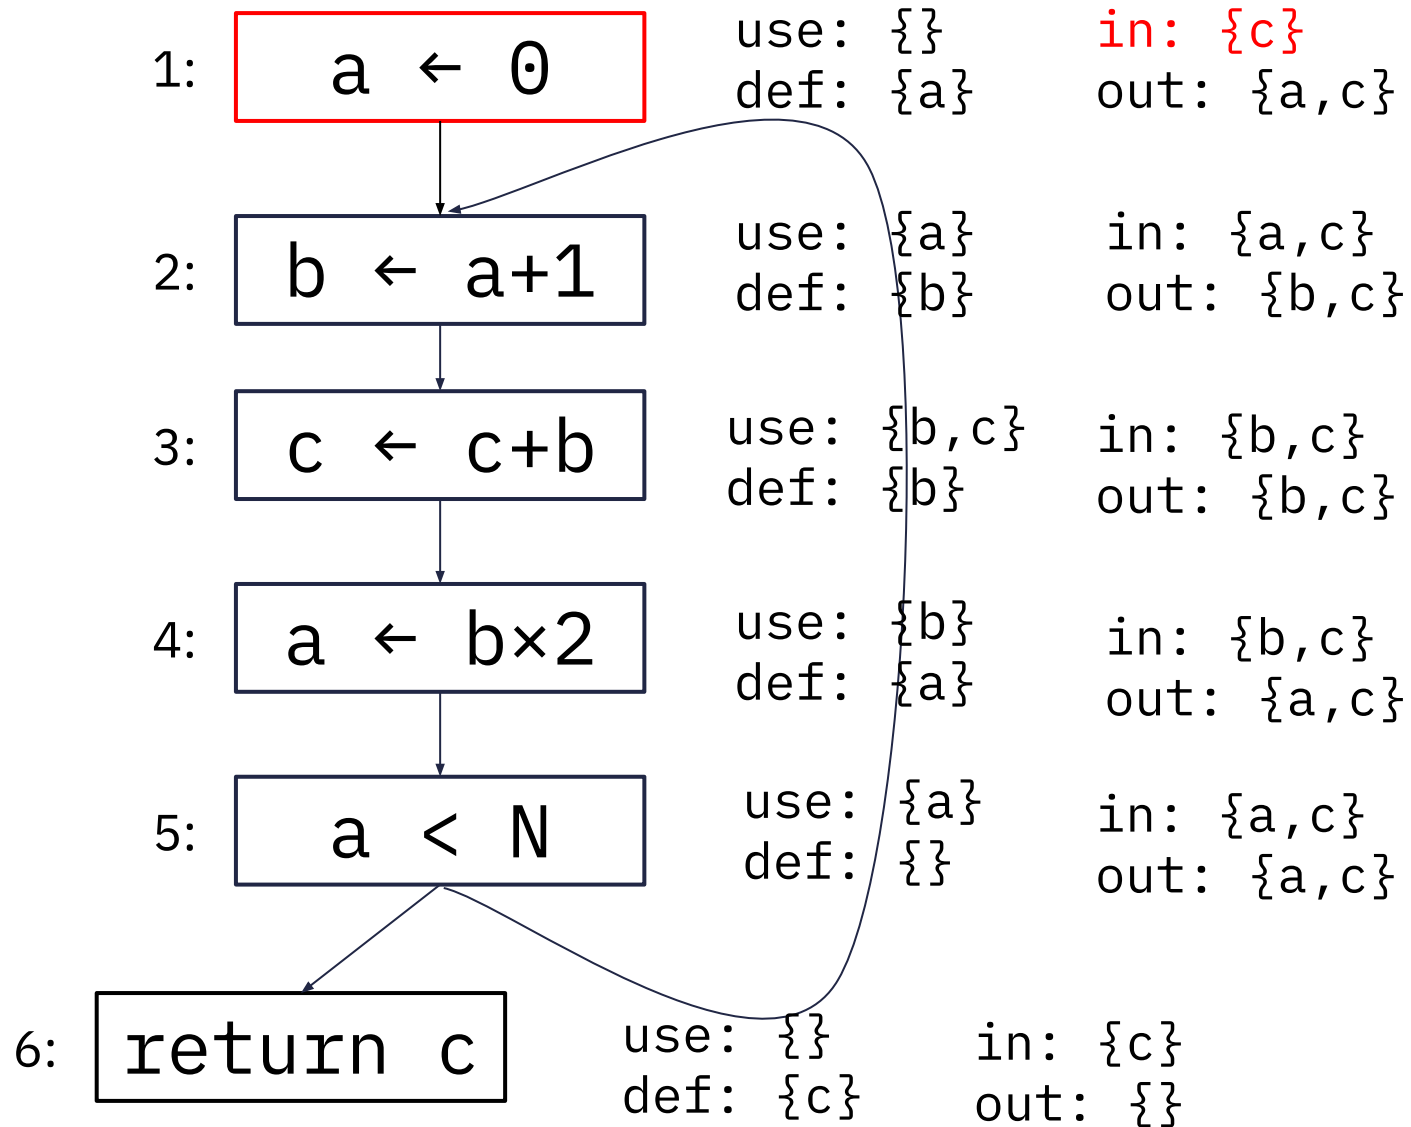 1: a ← 0 use: {} in: {c}
def: {a} out: {a,c}
2: b ← a+1 use: {a} in: {a,c}
def: {b} out: {b,c}
3: c ← c+b use: {b,c} in: {b,c}
def: {b} out: {b,c}
4: a ← b×2 use: {b} in: {b,c}
def: {a} out: {a,c}
5: a < N use: {a} in: {a,c}
def: {} out: {a,c}
6: return c use: {} in: {c}
def: {c} out: {}